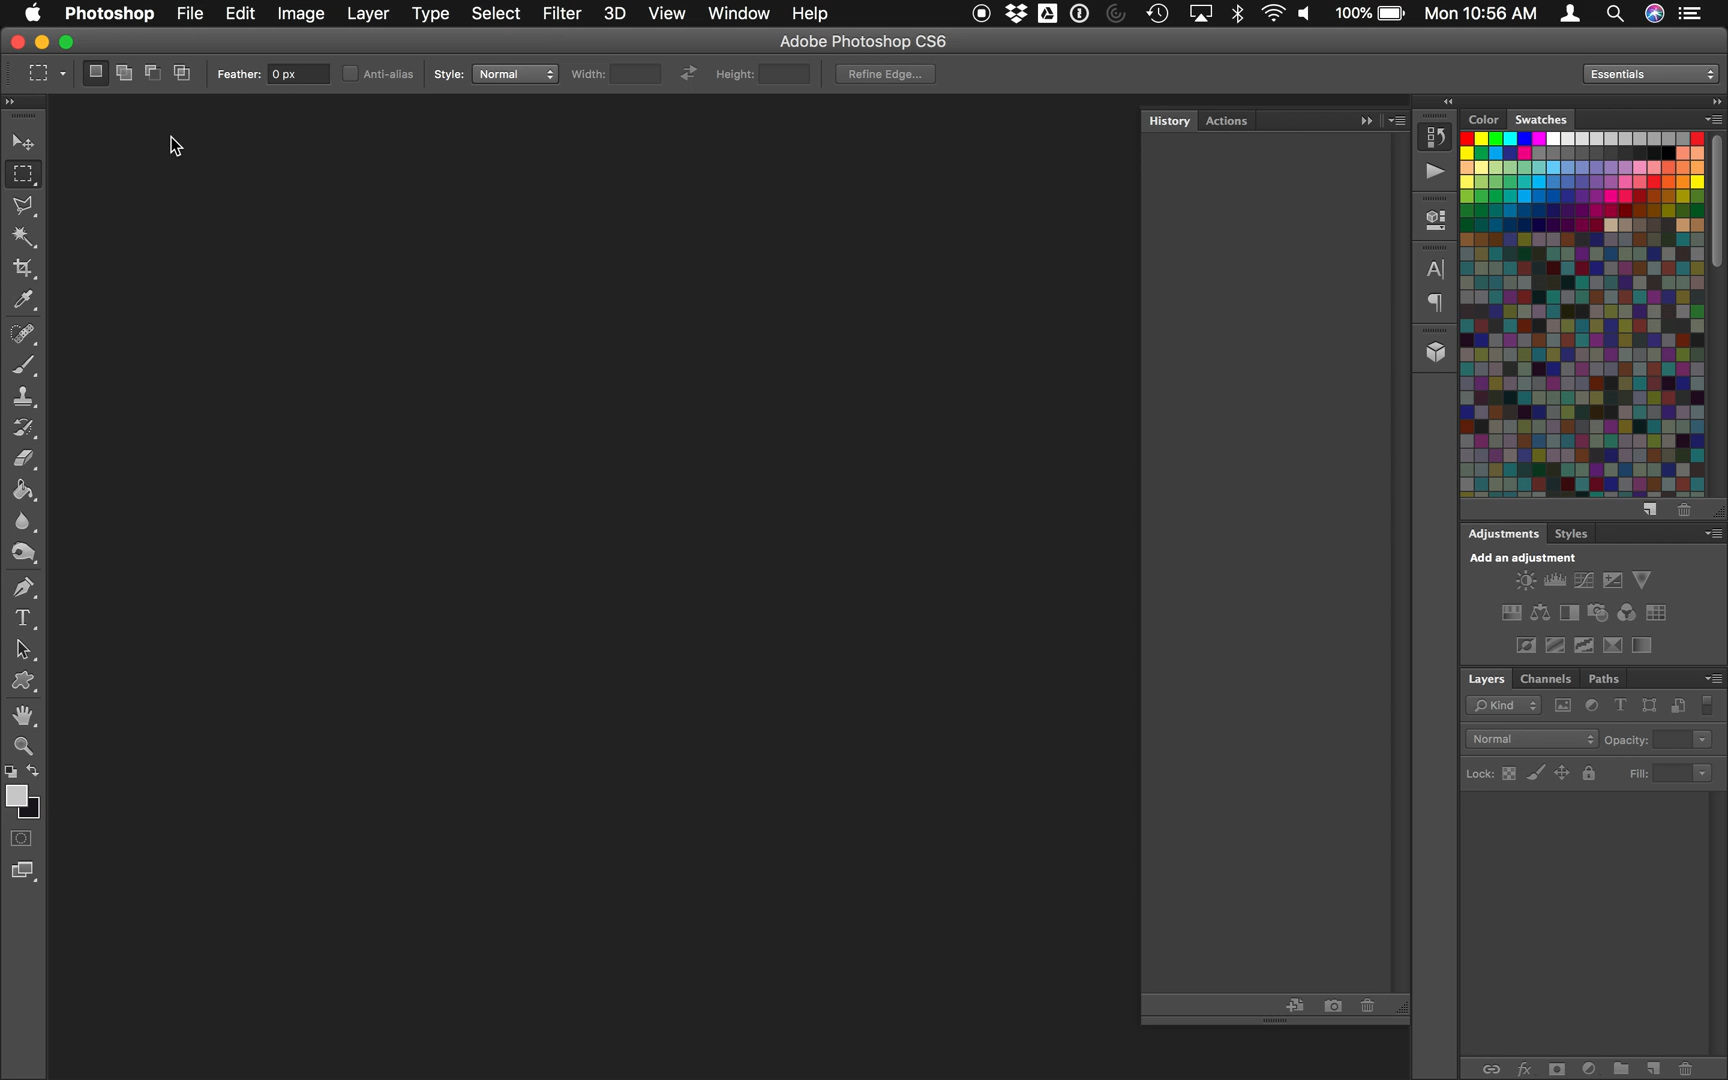 Photoshop File Edit Image Layer Type Select Filter 3D View Window Help 100% Mon 10:56 AM
Adobe Photoshop CS6
Feather: 0 px Anti-alias Style: Normal Width: Height: Refine Edge... Essentials
History Actions
Color Swatches
Adjustments Styles
Add an adjustment
Layers Channels Paths
Kind T
Normal Opacity:
Lock: Fill:
A
T
fx